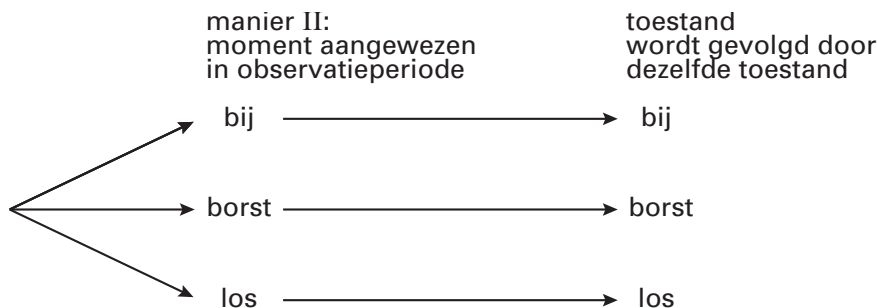 manier II:
moment aangewezen
in observatieperiode
toestand
wordt gevolgd door
dezelfde toestand
bij
bij
borst
borst
los
los